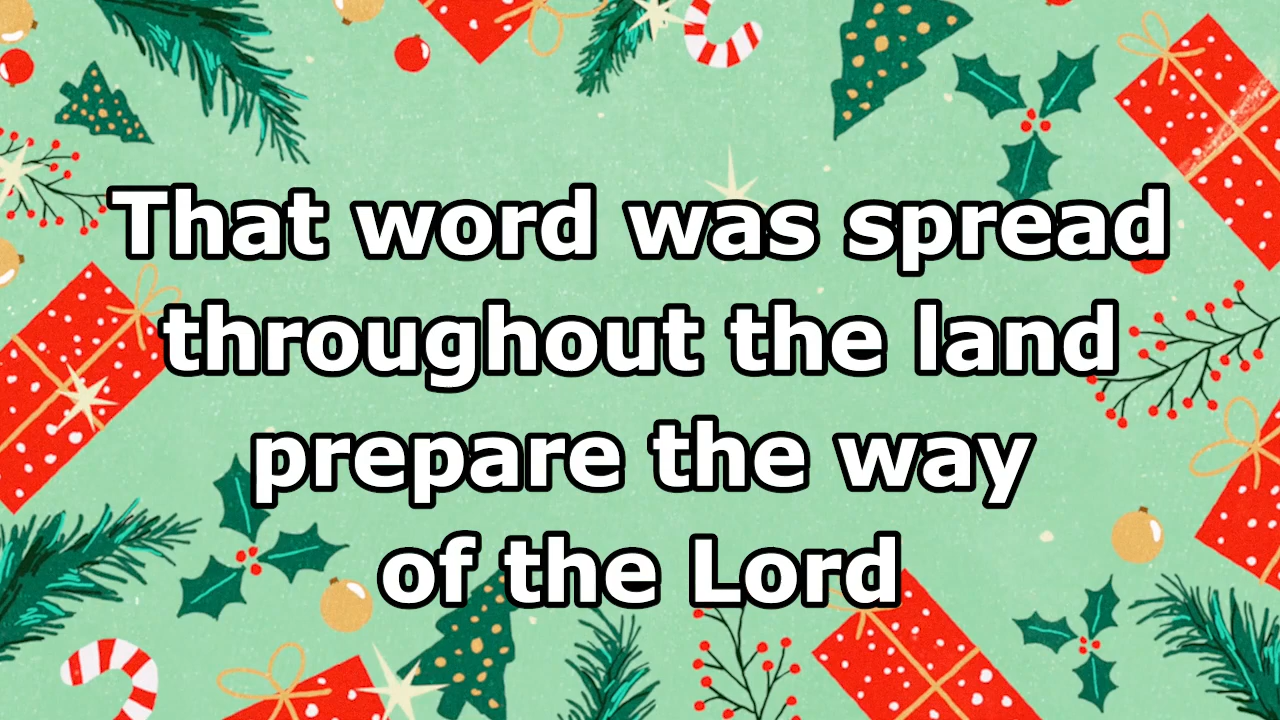 That word was spread
throughout the land
prepare the way
of the Lord